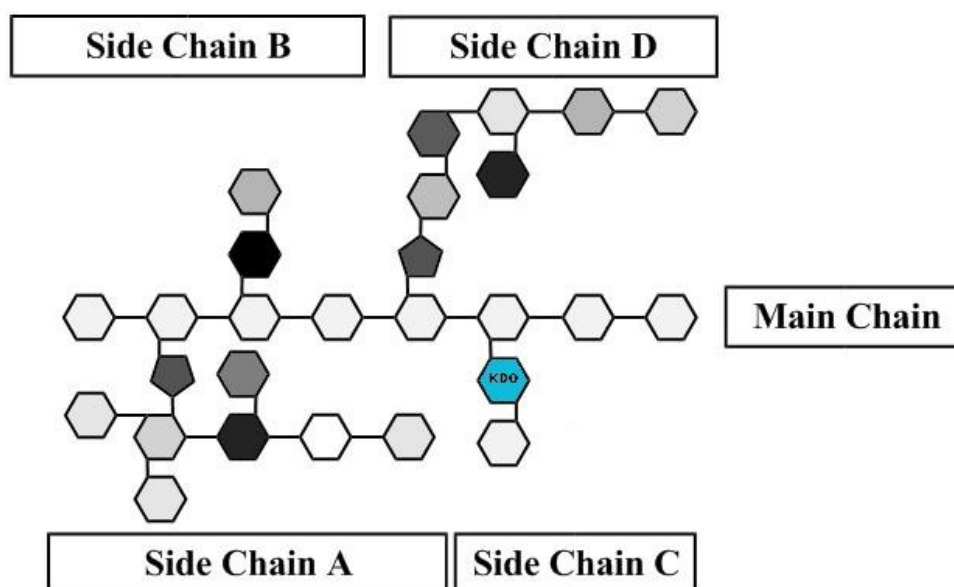 Side Chain B
Side Chain D
Main Chain
KDO
Side Chain A
Side Chain C